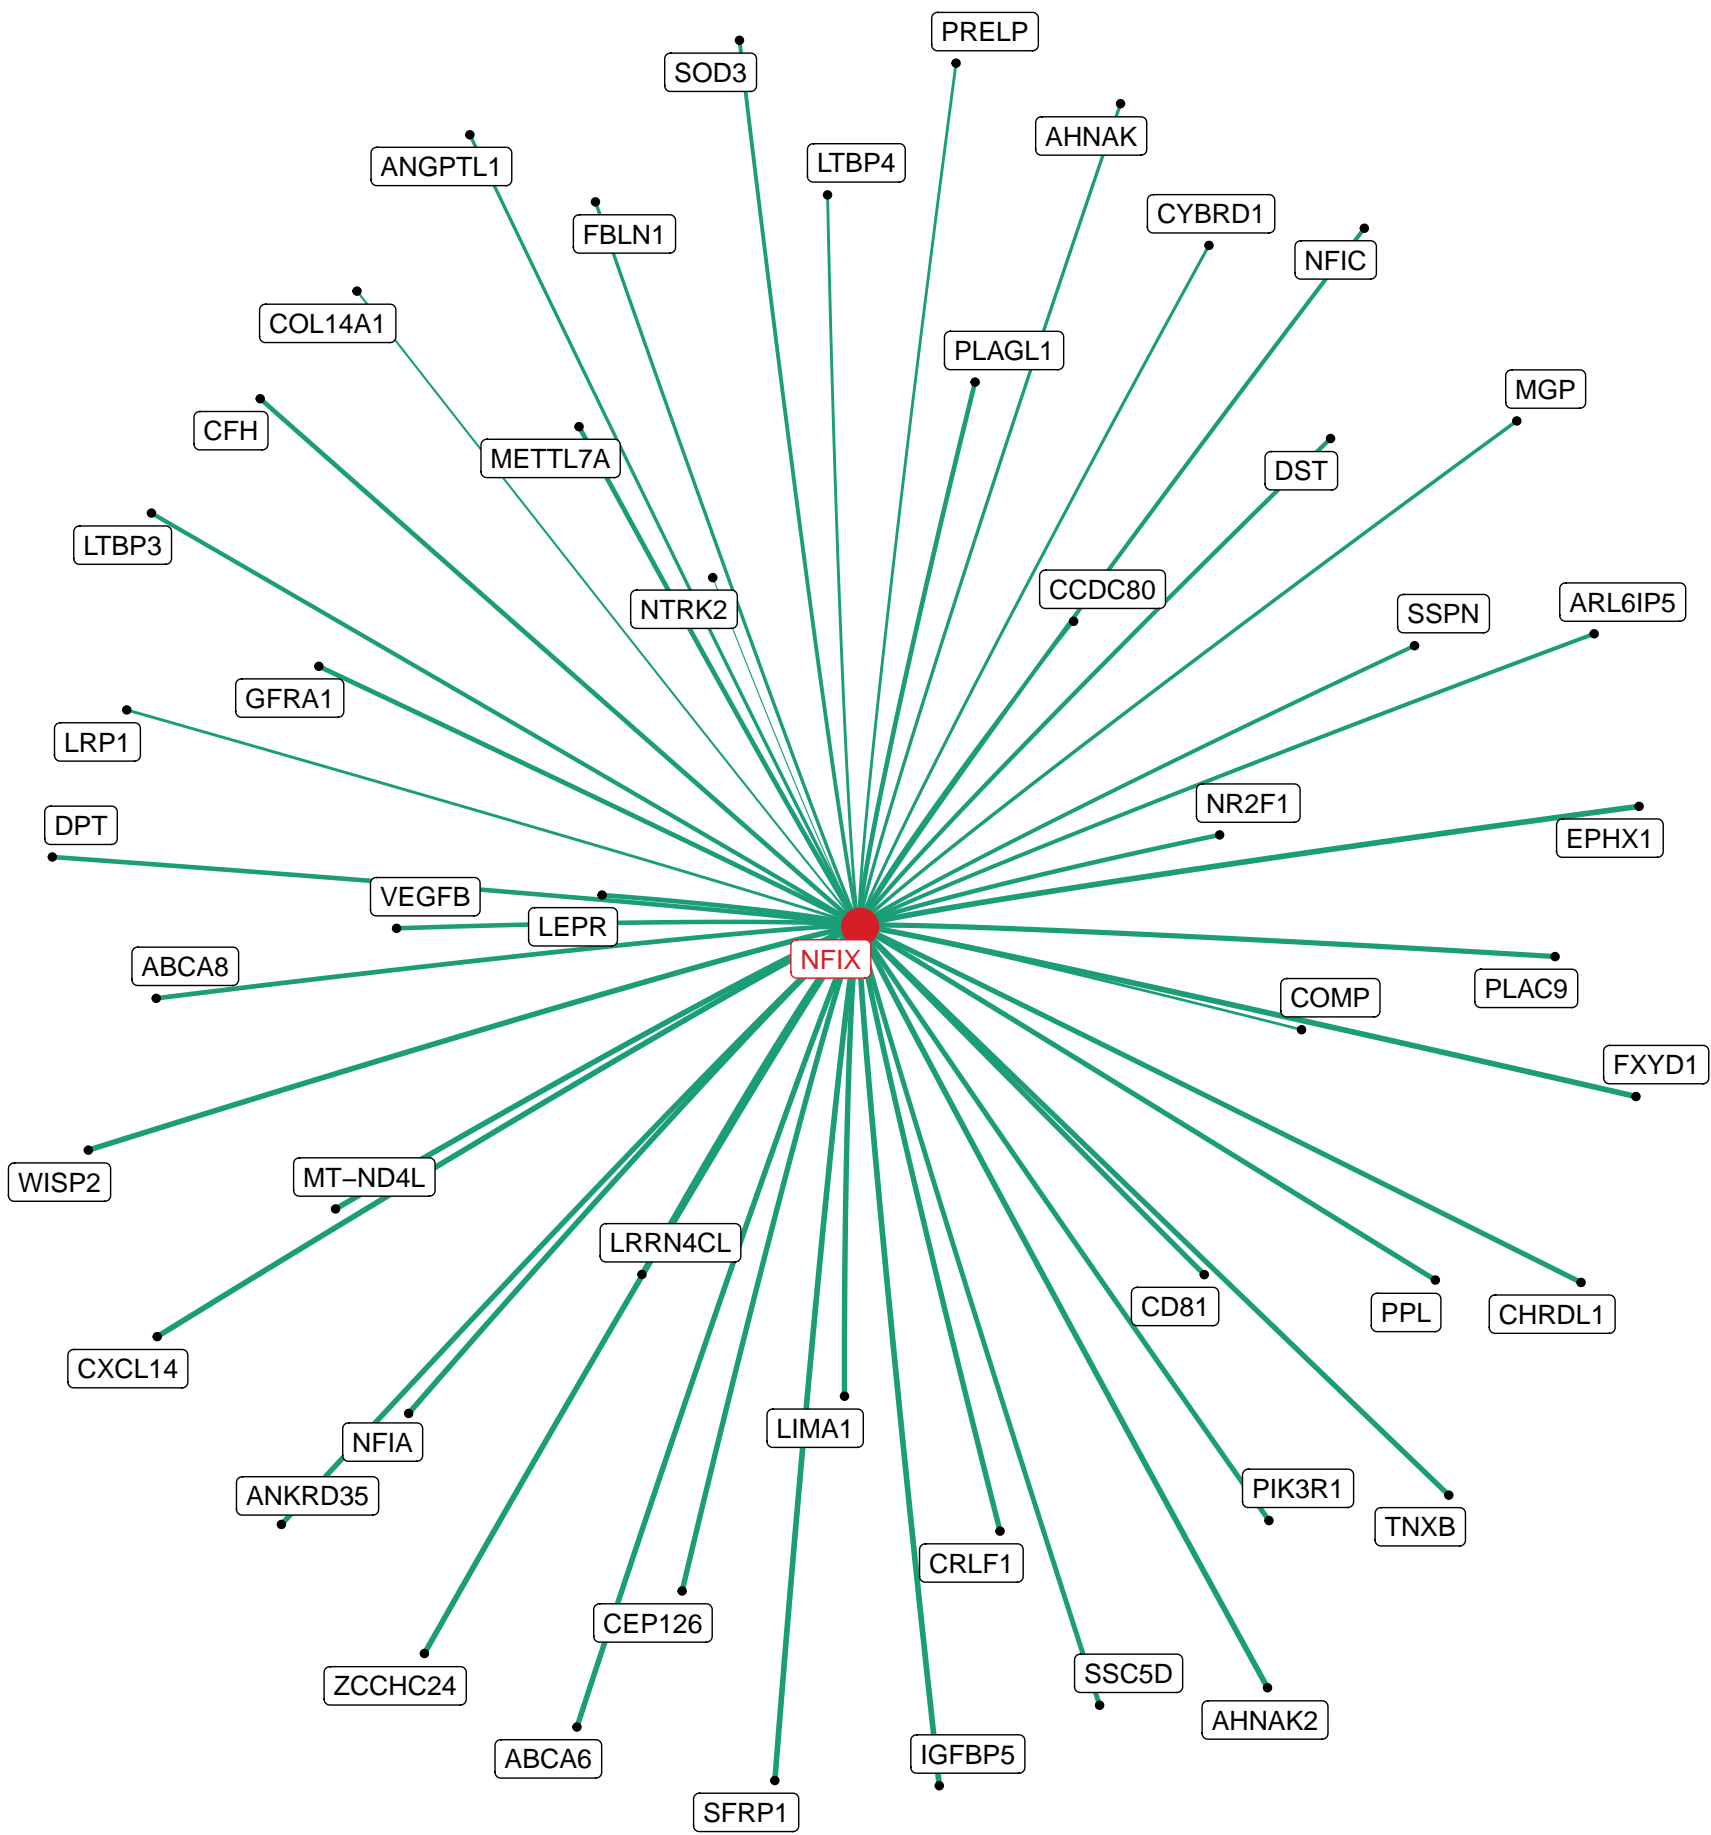 PRELP
SOD3
AHNAK
LTBP4
ANGPTL1
CYBRD1
FBLN1
NFIC
COL14A1
PLAGL1
MGP
CFH
METTL7A
DST
LTBP3
CCDC80
ARL6IP5
NTRK2
SSPN
GFRA1
LRP1
NR2F1
DPT
EPHX1
VEGFB
LEPR
NFIX
ABCA8
PLAC9
COMP
FXYD1
MT−ND4L
WISP2
LRRN4CL
CD81
PPL
CHRDL1
CXCL14
LIMA1
NFIA
PIK3R1
ANKRD35
TNXB
CRLF1
CEP126
SSC5D
ZCCHC24
AHNAK2
IGFBP5
ABCA6
SFRP1